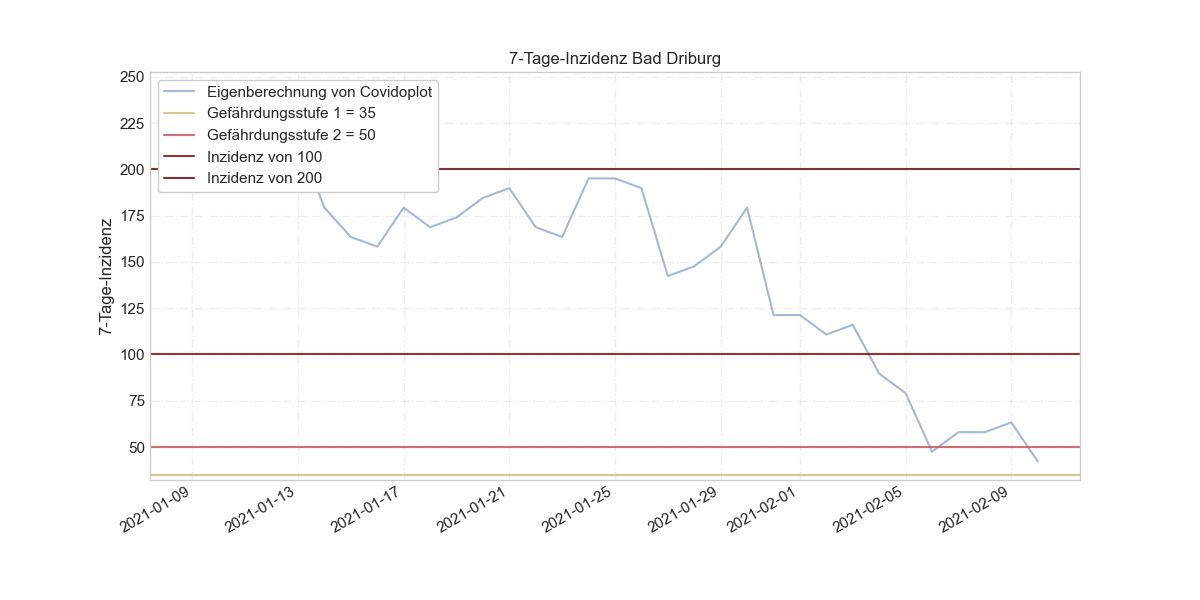 7-Tage-Inzidenz Bad Driburg
250
225
200
175
150
125
100
75
50
7-Tage-Inzidenz
Eigenberechnung von Covidoplot
Gefährdungsstufe 1 = 35
Gefährdungsstufe 2 = 50
Inzidenz von 100
Inzidenz von 200
2021-01-09
2021-01-13
2021-01-17
2021-01-21
2021-01-25
2021-01-29
2021-02-01
2021-02-05
2021-02-09